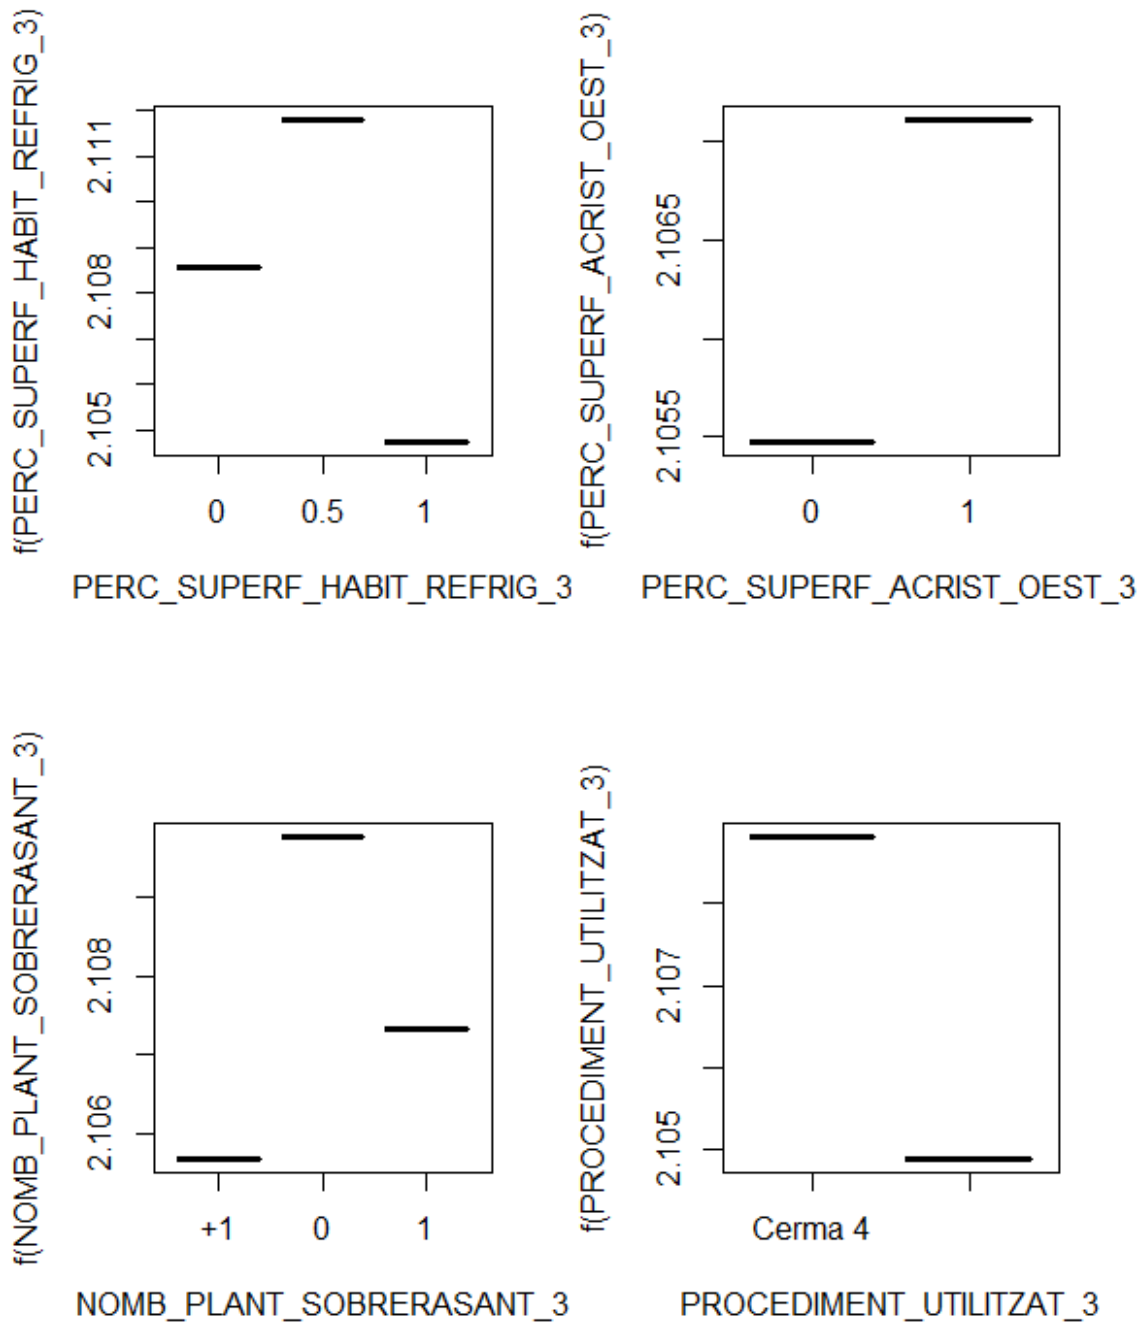 f(PERC_SUPERF_HABIT_REFRIG_3)
2.111
2.108
2.105
0 0.5 1
PERC_SUPERF_HABIT_REFRIG_3
f(PERC_SUPERF_ACRIST_OEST_3)
2.1065
2.1055
0 1
PERC_SUPERF_ACRIST_OEST_3
f(NOMB_PLANT_SOBRERASANT_3)
2.108
2.106
+1 0 1
NOMB_PLANT_SOBRERASANT_3
f(PROCEDIMENT_UTILITZAT_3)
2.107
2.105
Cerma 4
PROCEDIMENT_UTILITZAT_3